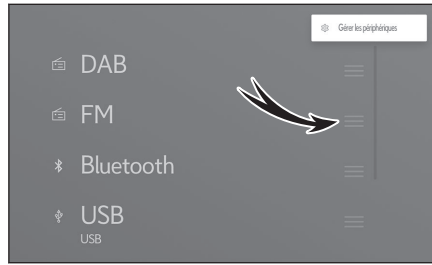 Gérer les périphériques
DAB
FM
Bluetooth
USB
USB